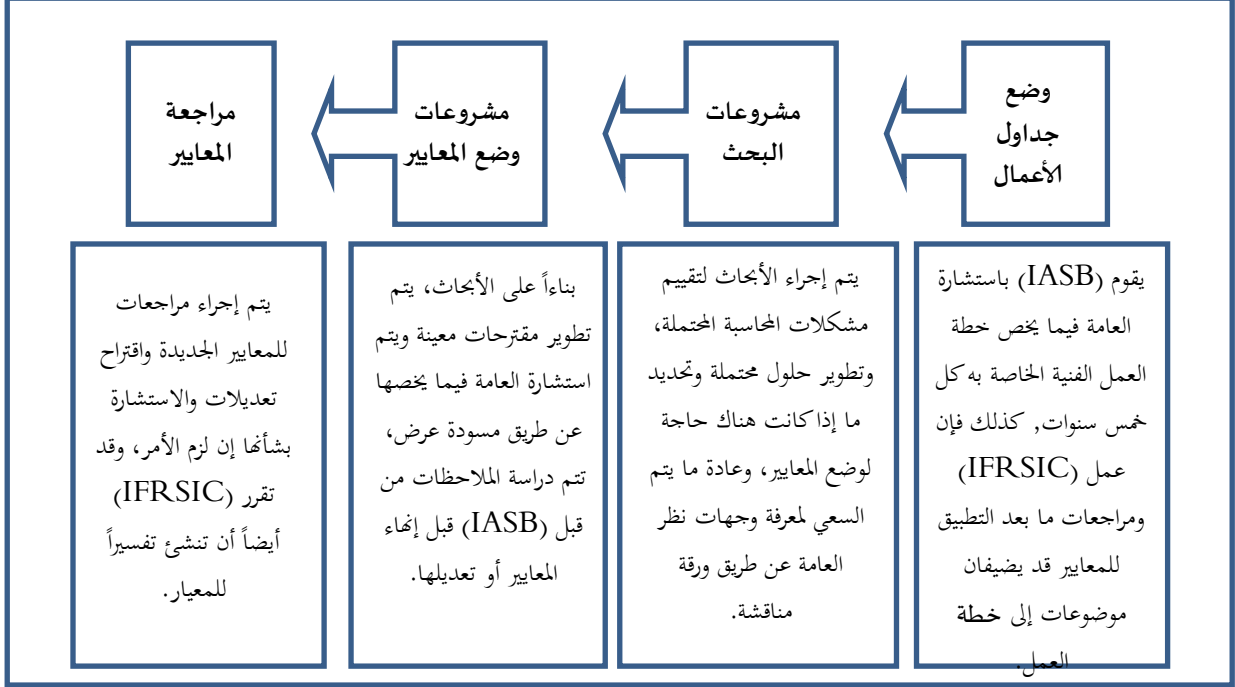 وضع
جداول
الأعمال
مشروعات
البحث
مشروعات
وضع المعايير
مراجعة
المعايير
يقوم (IASB) باستشارة
العامة فيما يخص خطة
العمل الفنية الخاصة به كل
خمس سنوات, كذلك فإن
عمل (IFRSIC)
ومراجعات ما بعد التطبيق
للمعايير قد يضيفان
موضوعات إلى خطة
العمل.
يتم إجراء الأبحاث لتقييم
مشكلات المحاسبة المحتملة،
وتطوير حلول محتملة وتحديد
ما إذا كانت هناك حاجة
لوضع المعايير، وعادة ما يتم
السعي لمعرفة وجهات نظر
العامة عن طريق ورقة
مناقشة.
بناءاً على الأبحاث، يتم
تطوير مقترحات معينة ويتم
استشارة العامة فيما يخصها
عن طريق مسودة عرض،
تتم دراسة الملاحظات من
قبل (IASB) قبل إنهاء
المعايير أو تعديلها.
يتم إجراء مراجعات
للمعايير الجديدة واقتراح
تعديلات والاستشارة
بشأنها إن لزم الأمر، وقد
تقرر (IFRSIC)
أيضاً أن تنشئ تفسيراً
للمعيار.